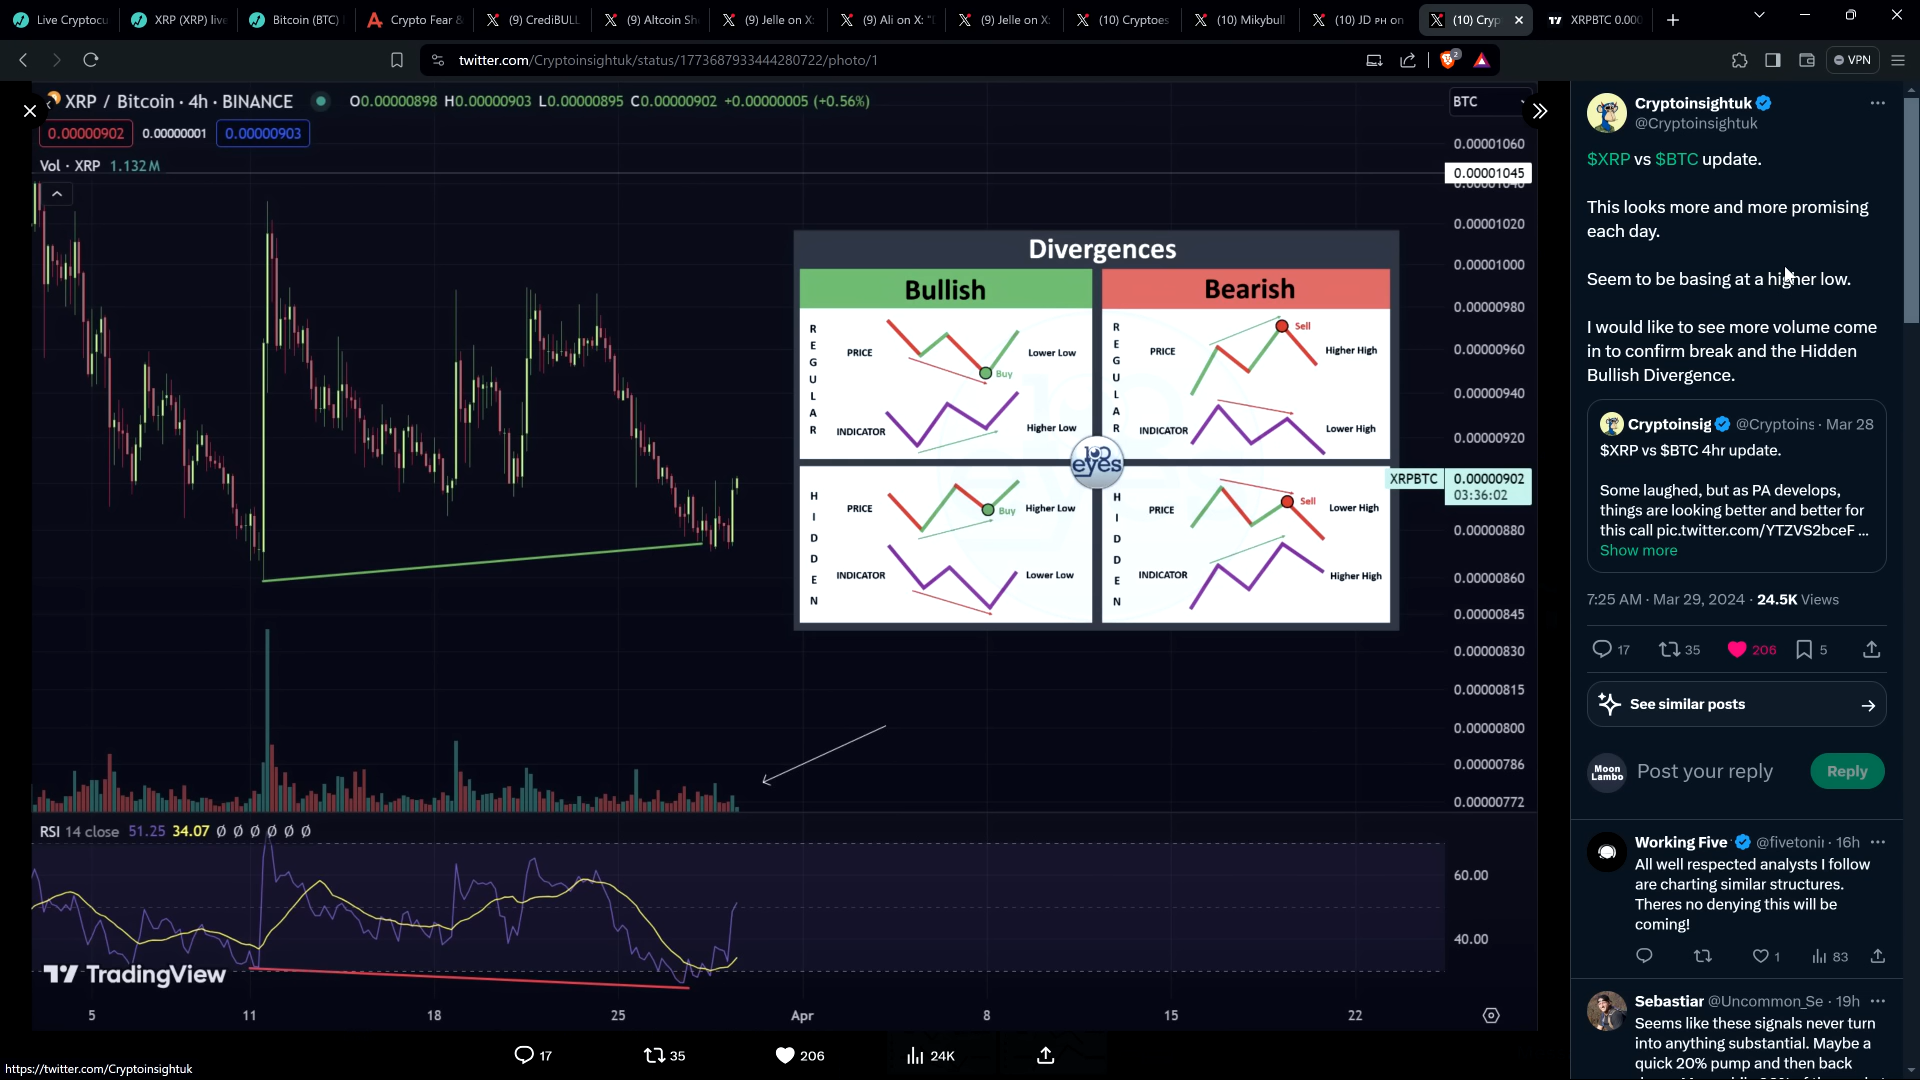 Live Cryptocu
XRP (XRP) live
Bitcoin (BTC)
Crypto Fear &
(9) CrediBULL
(9) Altcoin Sh
(9) Jelle on X:
(9) Ali on X: "
(9) Jelle on X:
(10) Cryptoes
(10) Mikybull
(10) JD PH on
(10) Cryp
XRPBTC 0.000
twitter.com/Cryptoinsightuk/status/1773687933444280722/photo/1
2
VPN
XRP / Bitcoin · 4h · BINANCE O0.00000898 H0.00000903 L0.00000895 C0.00000902 +0.00000005 (+0.56%)
BTC
0.00000902 0.00000001 0.00000903
Vol · XRP 1.132M
0.00001060
0.00001045
0.00001020
0.00001000
0.00000980
0.00000960
0.00000940
0.00000920
XRPBTC 0.00000902
03:36:02
0.00000880
0.00000860
0.00000845
0.00000830
0.00000815
0.00000800
0.00000786
0.00000772
Divergences
Bullish
Bearish
REGULAR
PRICE
Lower Low
Buy
INDICATOR
Higher Low
REGULAR
PRICE
Sell
Higher High
INDICATOR
Lower High
100
eyes
HIDDEN
PRICE
Buy
Higher Low
INDICATOR
Lower Low
HIDDEN
PRICE
Sell
Lower High
INDICATOR
Higher High
RSI 14 close 51.25 34.07 Ø Ø Ø Ø Ø Ø
60.00
40.00
TradingView
5 11 18 25 Apr 8 15 22
17 35 206 24K
https://twitter.com/Cryptoinsightuk
Cryptoinsightuk
@Cryptoinsightuk
$XRP vs $BTC update.
This looks more and more promising
each day.
Seem to be basing at a higher low.
I would like to see more volume come
in to confirm break and the Hidden
Bullish Divergence.
Cryptoinsig @Cryptoins · Mar 28
$XRP vs $BTC 4hr update.
Some laughed, but as PA develops,
things are looking better and better for
this call pic.twitter.com/YTZVS2bceF ...
Show more
7:25 AM · Mar 29, 2024 · 24.5K Views
17 35 206 5
See similar posts
Moon
Lambo
Post your reply
Reply
Working Five @fivetonii · 16h
All well respected analysts I follow
are charting similar structures.
Theres no denying this will be
coming!
1 83
Sebastiar @Uncommon_Se · 19h
Seems like these signals never turn
into anything substantial. Maybe a
quick 20% pump and then back